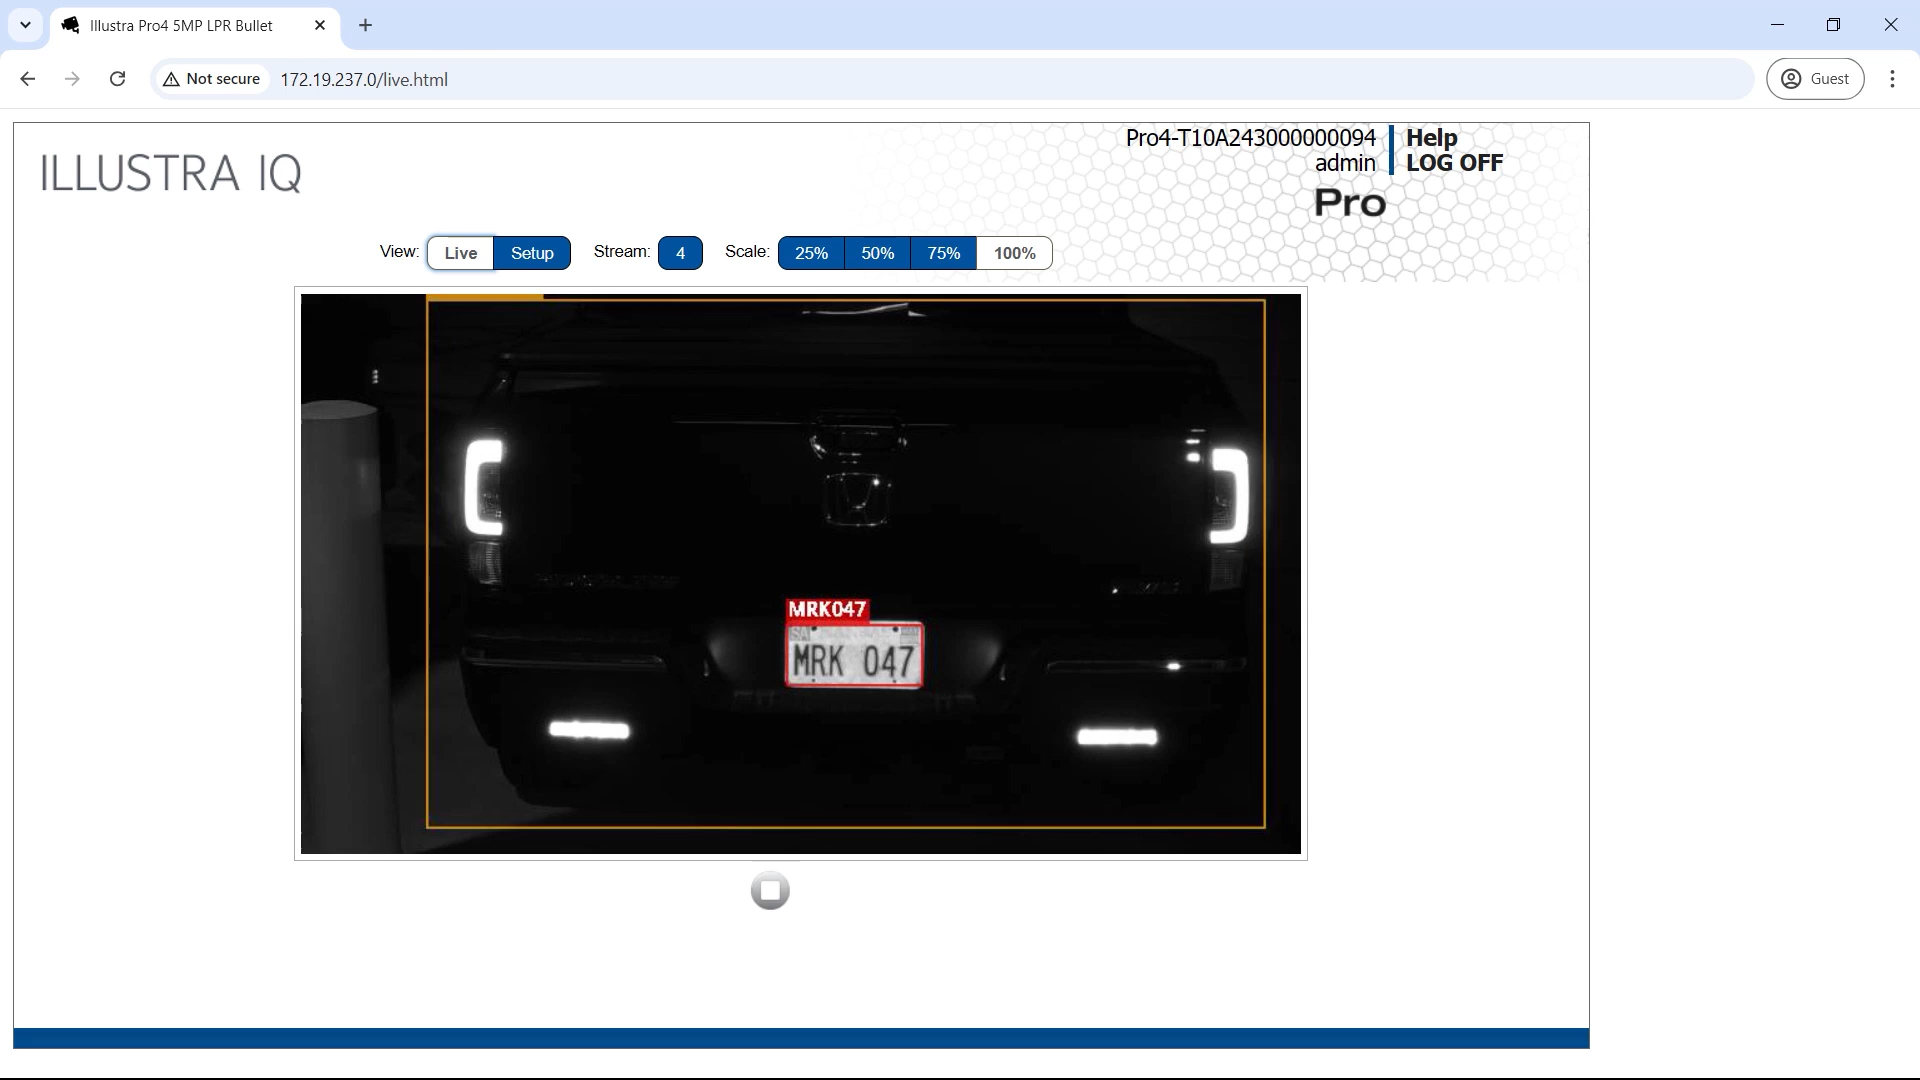 Illustra Pro4 5MP LPR Bullet
Not secure
172.19.237.0/live.html
Guest
ILLUSTRA IQ
Pro4-T10A243000000094
Help
admin
LOG OFF
Pro
View: Live Setup Stream: 4 Scale: 25% 50% 75% 100%
MRK047
MRK 047